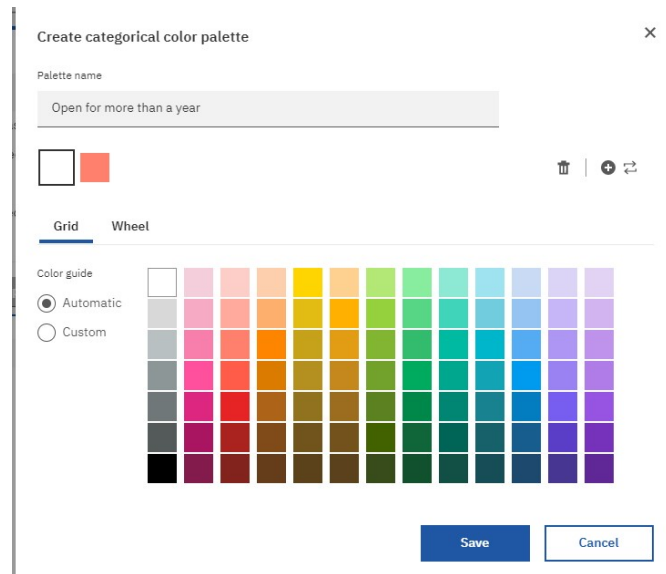 Create categorical color palette
Palette name
Open for more than a year
Grid Wheel
Color guide
Automatic
Custom
Save Cancel